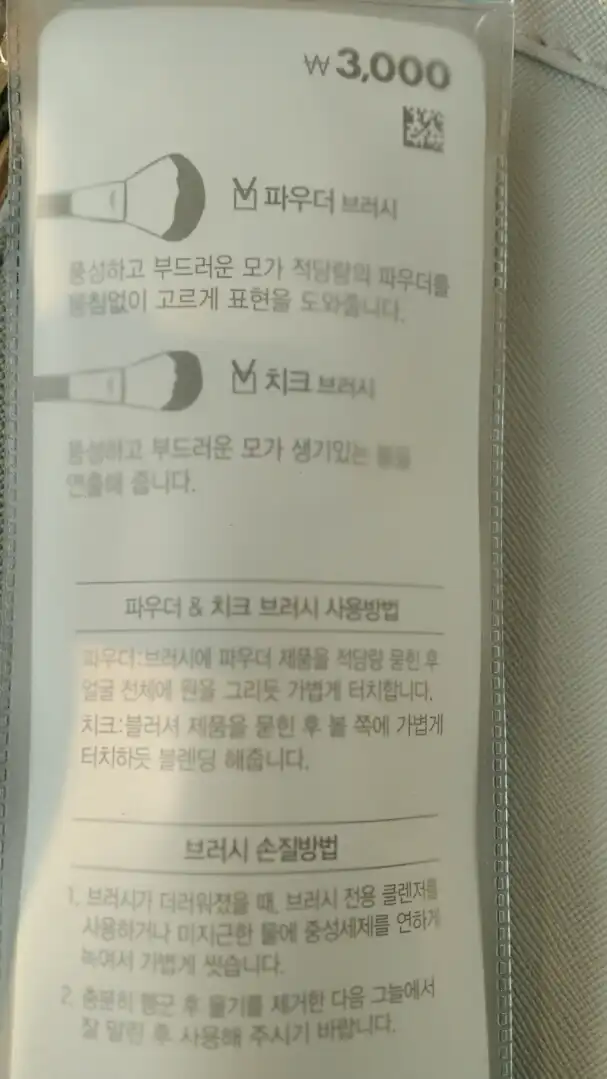 ₩3,000
파우더 브러시
풍성하고 부드러운 모가 적당량의 파우더를
뭉침없이 고르게 표현을 도와줍니다.
치크 브러시
풍성하고 부드러운 모가 생기있는 볼을
연출해 줍니다.
파우더 & 치크 브러시 사용방법
파우더:브러시에 파우더 제품을 적당량 묻힌 후
얼굴 전체에 원을 그리듯 가볍게 터치합니다.
치크:블러셔 제품을 묻힌 후 볼 쪽에 가볍게
터치하듯 블렌딩 해줍니다.
브러시 손질방법
1. 브러시가 더러워졌을 때, 브러시 전용 클렌저를
사용하거나 미지근한 물에 중성세제를 연하게
녹여서 가볍게 씻습니다.
2. 충분히 헹군 후 물기를 제거한 다음 그늘에서
잘 말린 후 사용해 주시기 바랍니다.